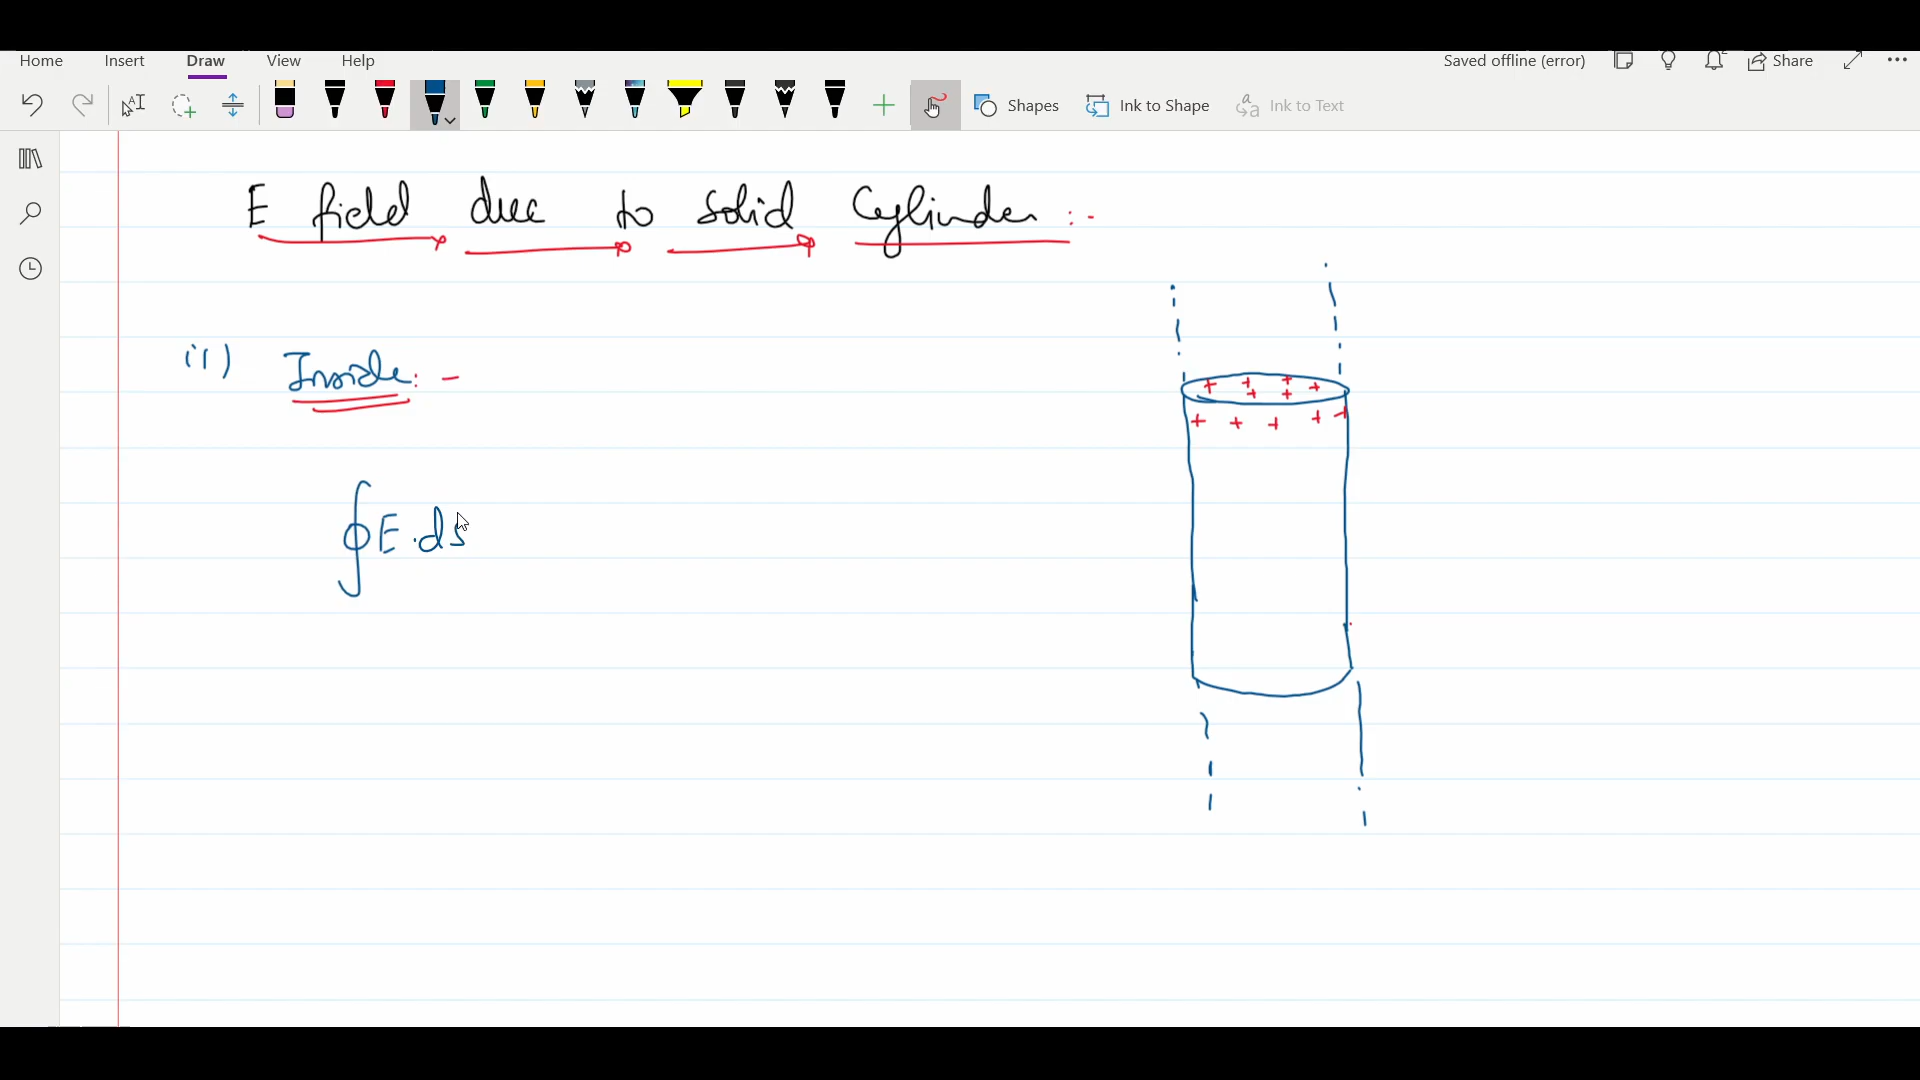 Home Insert Draw View Help Saved offline (error) Share
Shapes Ink to Shape Ink to Text
E field due to solid Cylinder :-
ii) Inside :-
∮E.ds
+ + + + + + +
+ + + + +